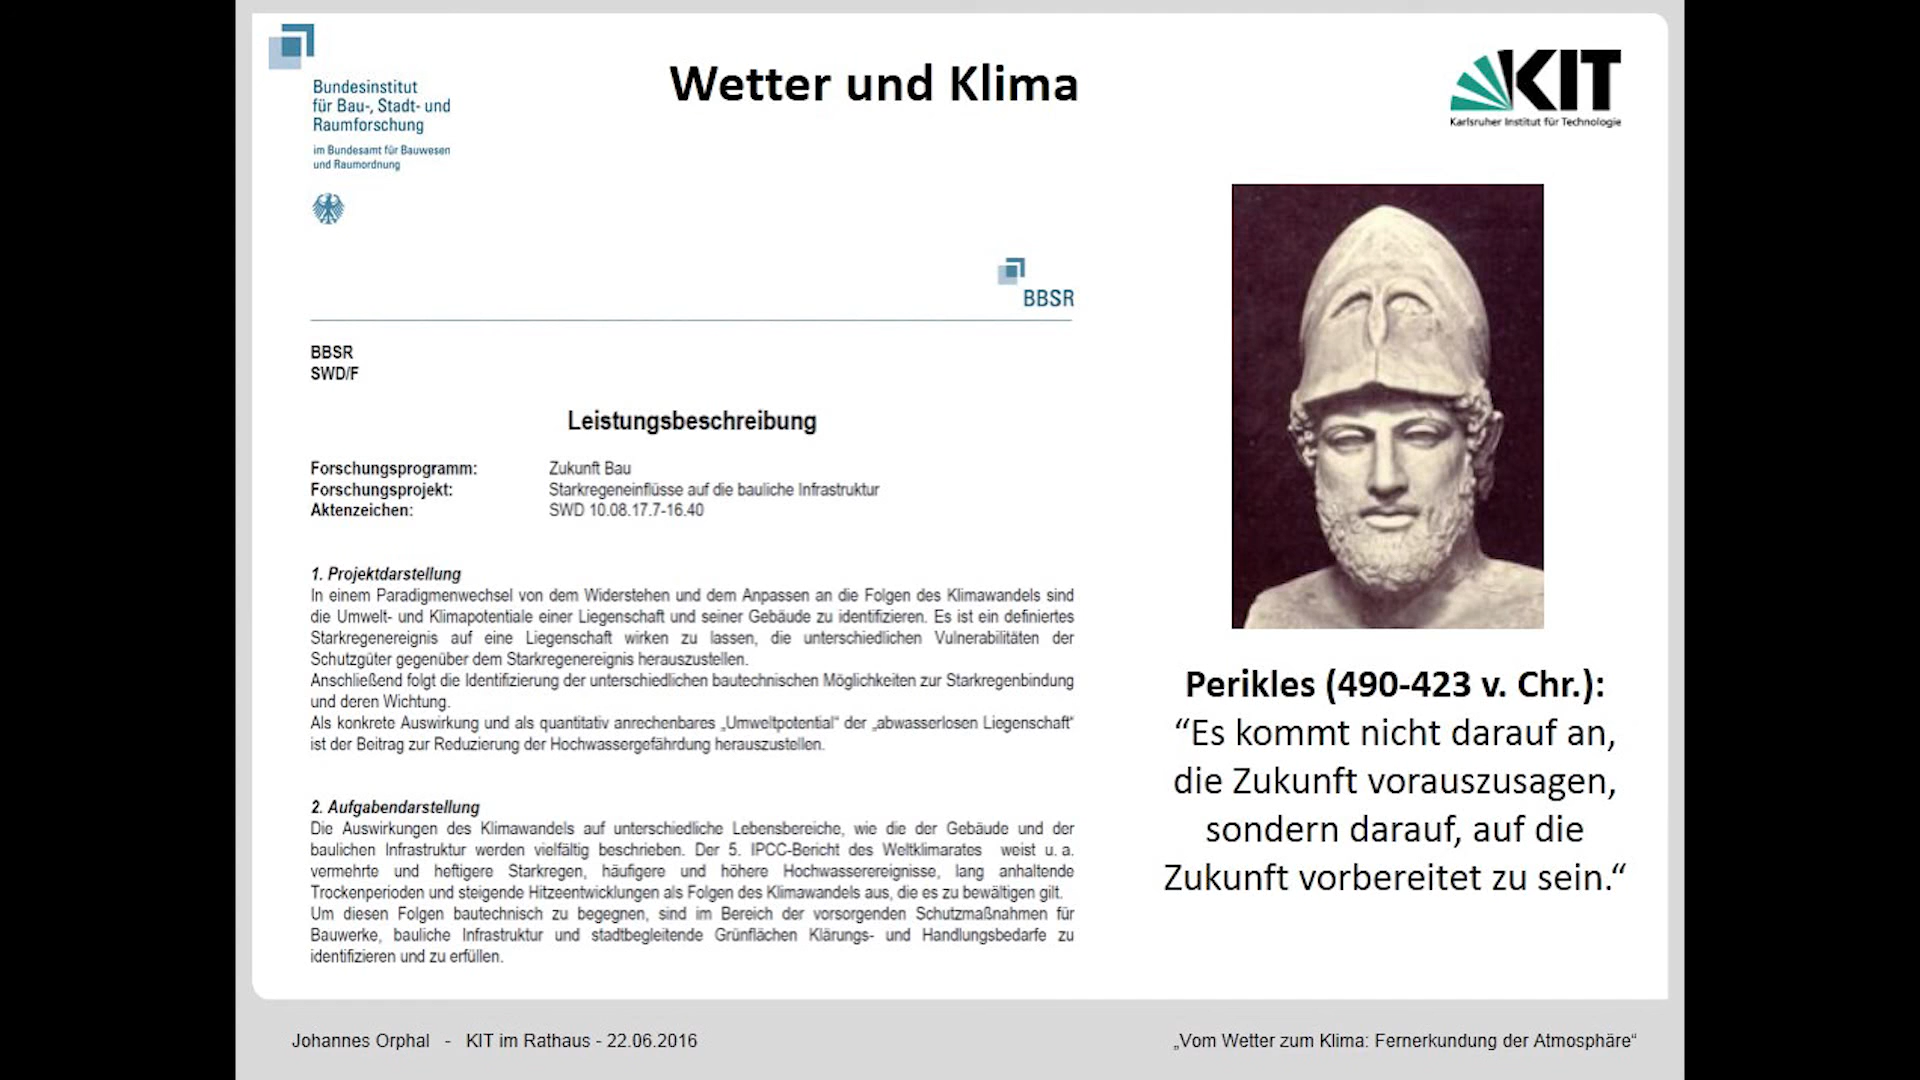 Bundesinstitut
für Bau-, Stadt- und
Raumforschung
im Bundesamt für Bauwesen
und Raumordnung
Wetter und Klima
KIT
Karlsruher Institut für Technologie
BBSR
BBSR
SWD/F
Leistungsbeschreibung
Forschungsprogramm: Zukunft Bau
Forschungsprojekt: Starkregeneinflüsse auf die bauliche Infrastruktur
Aktenzeichen: SWD 10.08.17.7-16.40
1. Projektdarstellung
In einem Paradigmenwechsel von dem Widerstehen und dem Anpassen an die Folgen des Klimawandels sind
die Umwelt- und Klimapotentiale einer Liegenschaft und seiner Gebäude zu identifizieren. Es ist ein definiertes
Starkregenereignis auf eine Liegenschaft wirken zu lassen, die unterschiedlichen Vulnerabilitäten der
Schutzgüter gegenüber dem Starkregenereignis herauszustellen.
Anschließend folgt die Identifizierung der unterschiedlichen bautechnischen Möglichkeiten zur Starkregenbindung
und deren Wichtung.
Als konkrete Auswirkung und als quantitativ anrechenbares „Umweltpotential“ der „abwasserlosen Liegenschaft“
ist der Beitrag zur Reduzierung der Hochwassergefährdung herauszustellen.
2. Aufgabendarstellung
Die Auswirkungen des Klimawandels auf unterschiedliche Lebensbereiche, wie die der Gebäude und der
baulichen Infrastruktur werden vielfältig beschrieben. Der 5. IPCC-Bericht des Weltklimarates weist u. a.
vermehrte und heftigere Starkregen, häufigere und höhere Hochwasserereignisse, lang anhaltende
Trockenperioden und steigende Hitzeentwicklungen als Folgen des Klimawandels aus, die es zu bewältigen gilt.
Um diesen Folgen bautechnisch zu begegnen, sind im Bereich der vorsorgenden Schutzmaßnahmen für
Bauwerke, bauliche Infrastruktur und stadtbegleitende Grünflächen Klärungs- und Handlungsbedarfe zu
identifizieren und zu erfüllen.
Perikles (490-423 v. Chr.):
“Es kommt nicht darauf an,
die Zukunft vorauszusagen,
sondern darauf, auf die
Zukunft vorbereitet zu sein.“
Johannes Orphal - KIT im Rathaus - 22.06.2016
„Vom Wetter zum Klima: Fernerkundung der Atmosphäre“